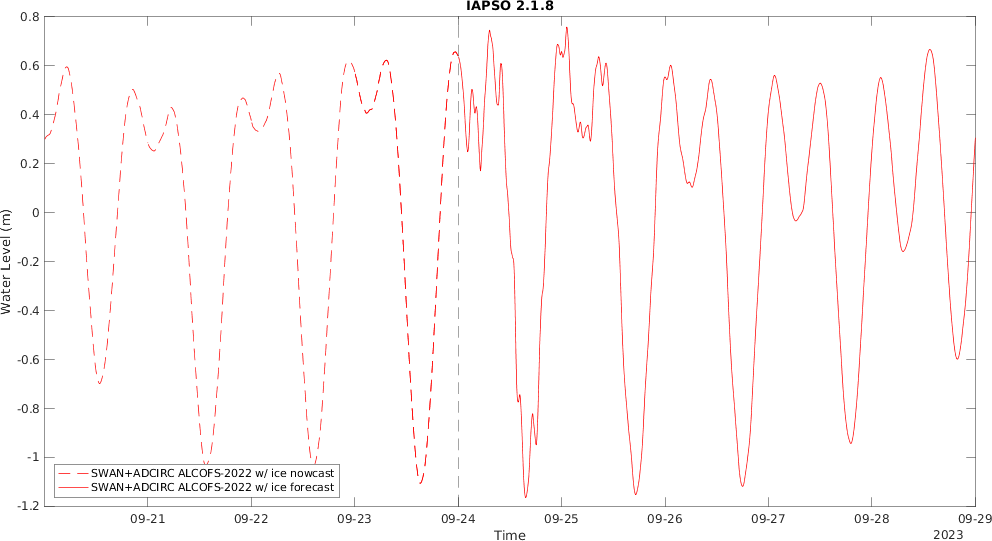 IAPSO 2.1.8
0.8
0.6
0.4
0.2
0
-0.2
-0.4
-0.6
-0.8
-1
-1.2
Water Level (m)
SWAN+ADCIRC ALCOFS-2022 w/ ice nowcast
SWAN+ADCIRC ALCOFS-2022 w/ ice forecast
09-21 09-22 09-23 09-24 09-25 09-26 09-27 09-28 09-29
Time
2023